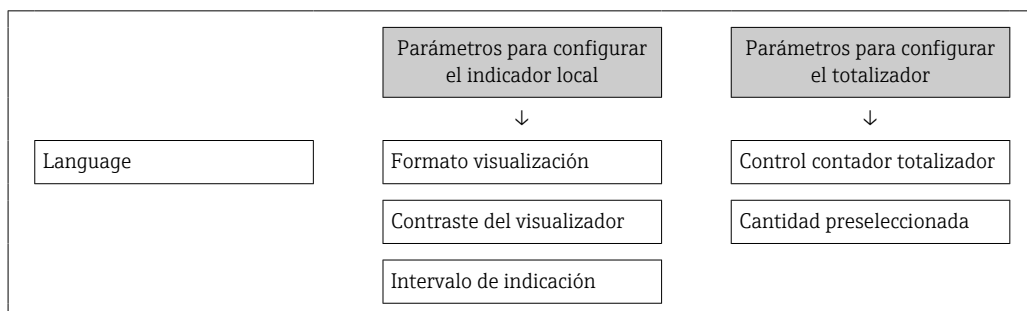 Parámetros para configurar
el indicador local
Parámetros para configurar
el totalizador
↓
↓
Language
Formato visualización
Control contador totalizador
Contraste del visualizador
Cantidad preseleccionada
Intervalo de indicación